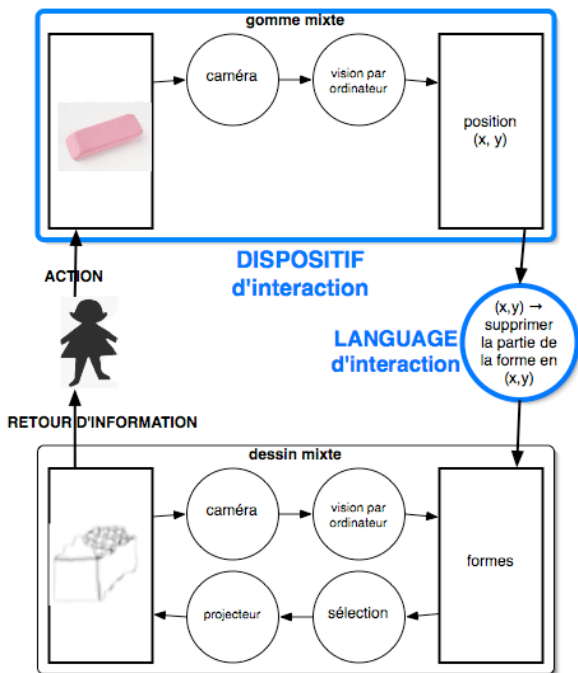 gomme mixte
caméra
vision par
ordinateur
position
(x, y)
DISPOSITIF
d'interaction
ACTION
(x,y) →
supprimer
la partie de
la forme en
(x,y)
LANGUAGE
d'interaction
RETOUR D'INFORMATION
dessin mixte
caméra
vision par
ordinateur
formes
projecteur
sélection